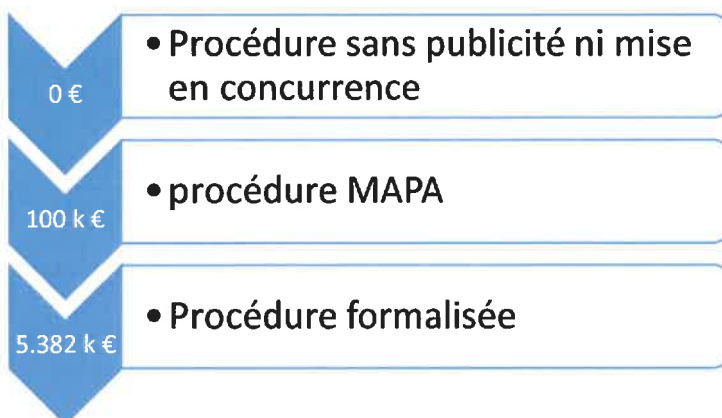 • Procédure sans publicité ni mise
en concurrence
0 €
• procédure MAPA
100 k €
• Procédure formalisée
5.382 k €